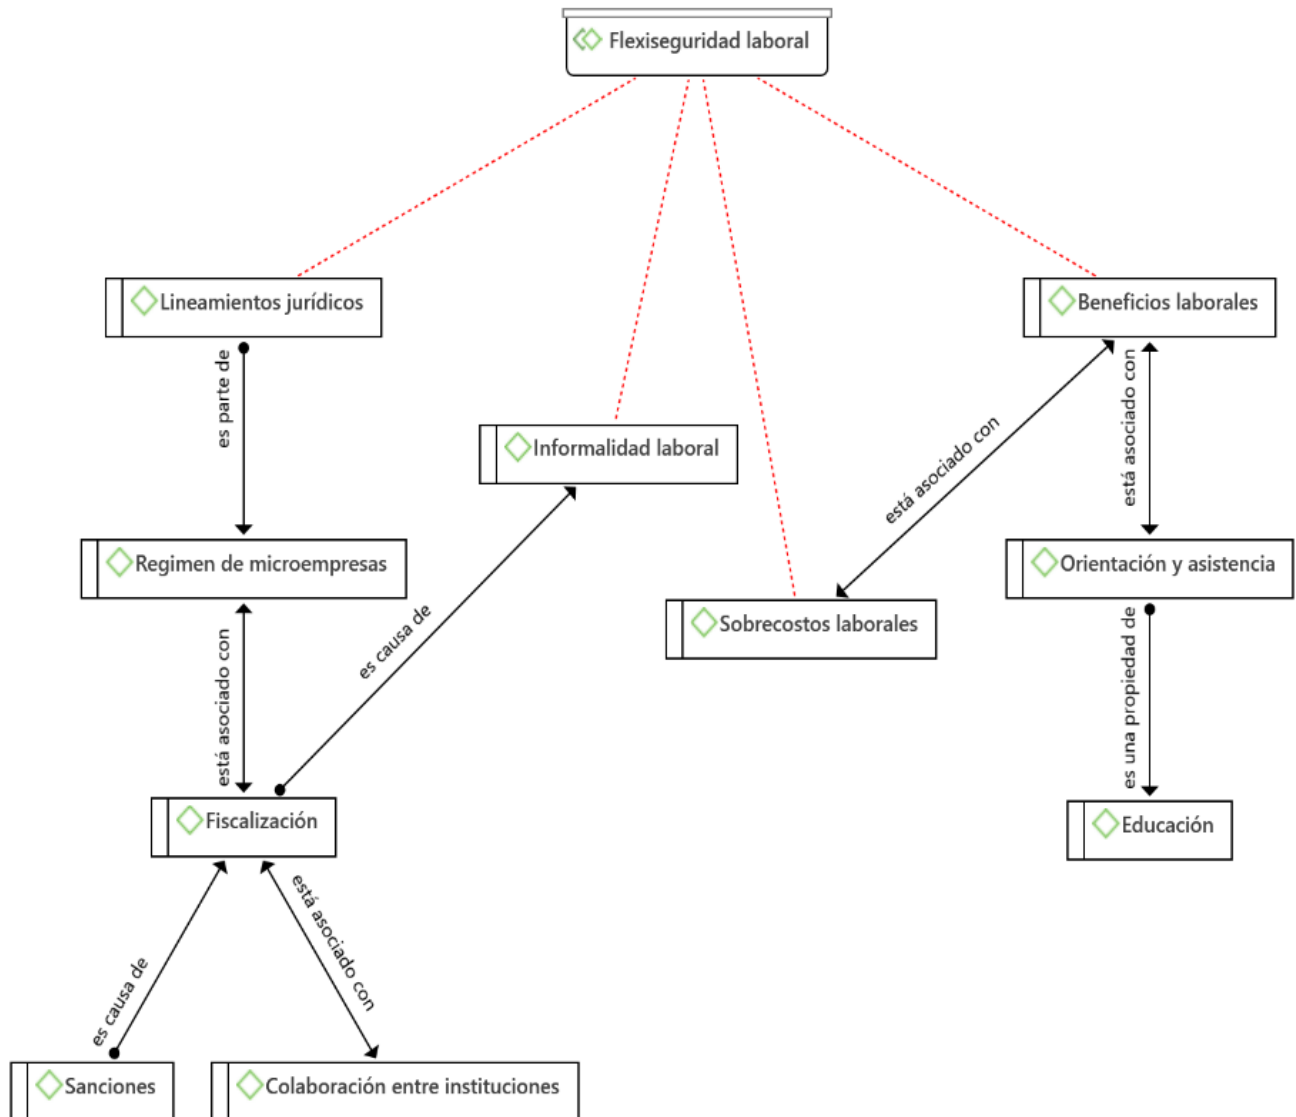 Flexiseguridad laboral
Lineamientos jurídicos
Beneficios laborales
es parte de
está asociado con
Informalidad laboral
está asociado con
Regimen de microempresas
Orientación y asistencia
Sobrecostos laborales
es causa de
está asociado con
es una propiedad de
Fiscalización
Educación
está asociado con
es causa de
Sanciones
Colaboración entre instituciones